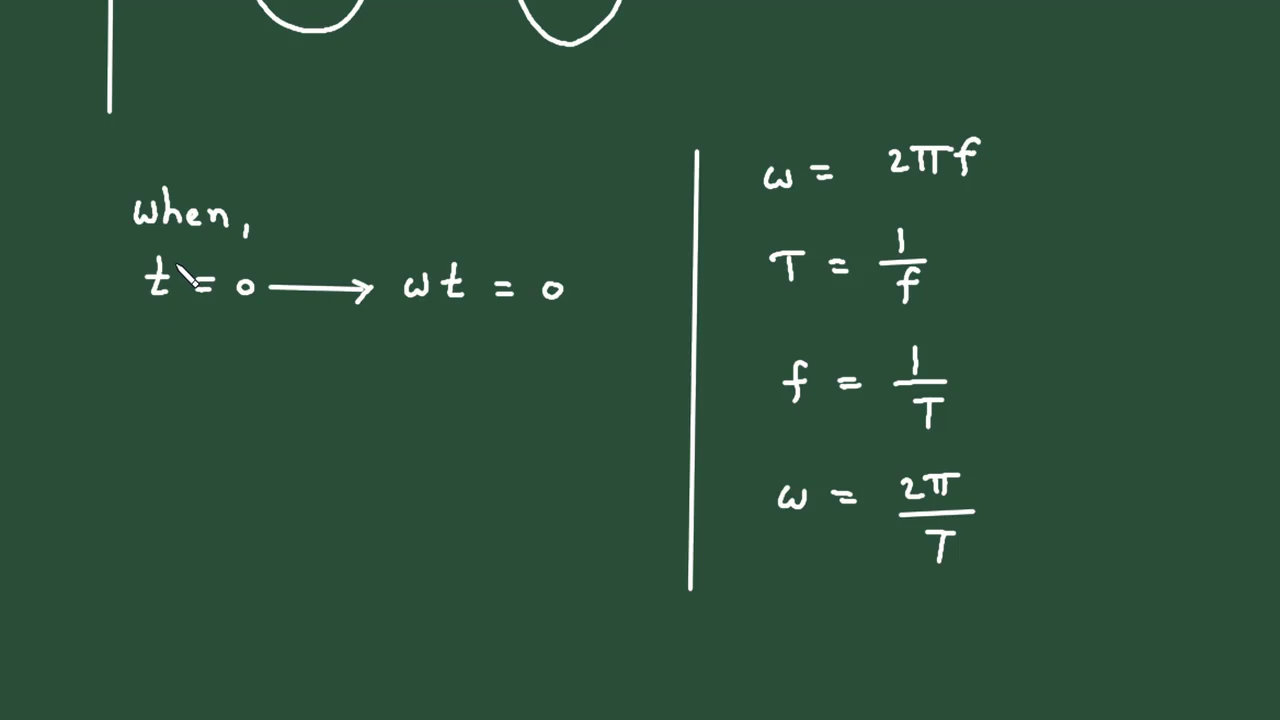 when,
t = 0 ⟶ ωt = 0
ω = 2πf
T = 1/f
f = 1/T
ω = 2π/T